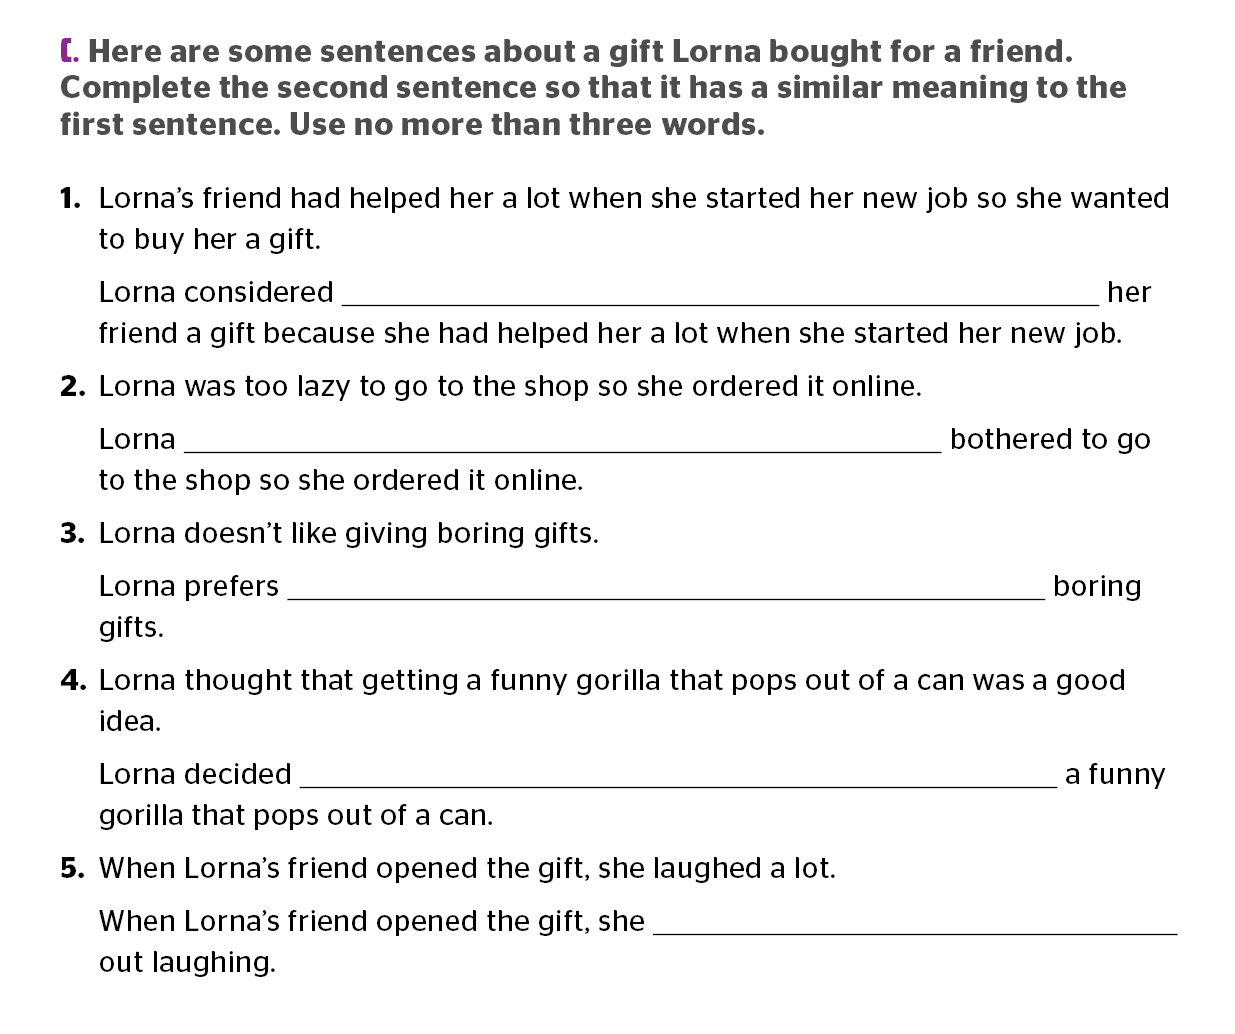 C. Here are some sentences about a gift Lorna bought for a friend.
Complete the second sentence so that it has a similar meaning to the
first sentence. Use no more than three words.
1. Lorna’s friend had helped her a lot when she started her new job so she wanted
to buy her a gift.
Lorna considered ______________________________ her
friend a gift because she had helped her a lot when she started her new job.
2. Lorna was too lazy to go to the shop so she ordered it online.
Lorna ______________________________ bothered to go
to the shop so she ordered it online.
3. Lorna doesn’t like giving boring gifts.
Lorna prefers ______________________________ boring
gifts.
4. Lorna thought that getting a funny gorilla that pops out of a can was a good
idea.
Lorna decided ______________________________ a funny
gorilla that pops out of a can.
5. When Lorna’s friend opened the gift, she laughed a lot.
When Lorna’s friend opened the gift, she ____________________
out laughing.